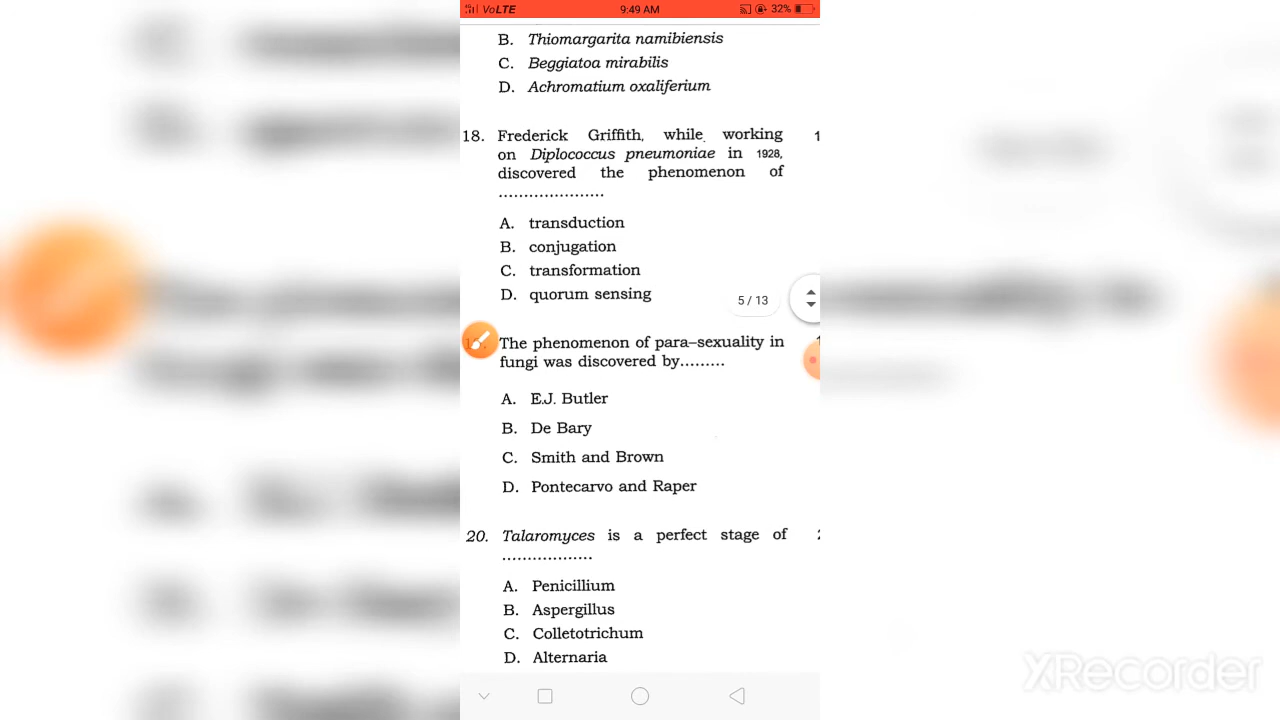 VoLTE 9:49 AM 32%
B. Thiomargarita namibiensis
C. Beggiatoa mirabilis
D. Achromatium oxaliferium
18. Frederick Griffith, while working
on Diplococcus pneumoniae in 1928,
discovered the phenomenon of
.....................
A. transduction
B. conjugation
C. transformation
D. quorum sensing
5 / 13
The phenomenon of para–sexuality in
fungi was discovered by.........
A. E.J. Butler
B. De Bary
C. Smith and Brown
D. Pontecarvo and Raper
20. Talaromyces is a perfect stage of
..................
A. Penicillium
B. Aspergillus
C. Colletotrichum
D. Alternaria
XRecorder